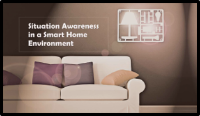 Situation Awareness
in a Smart Home
Environment